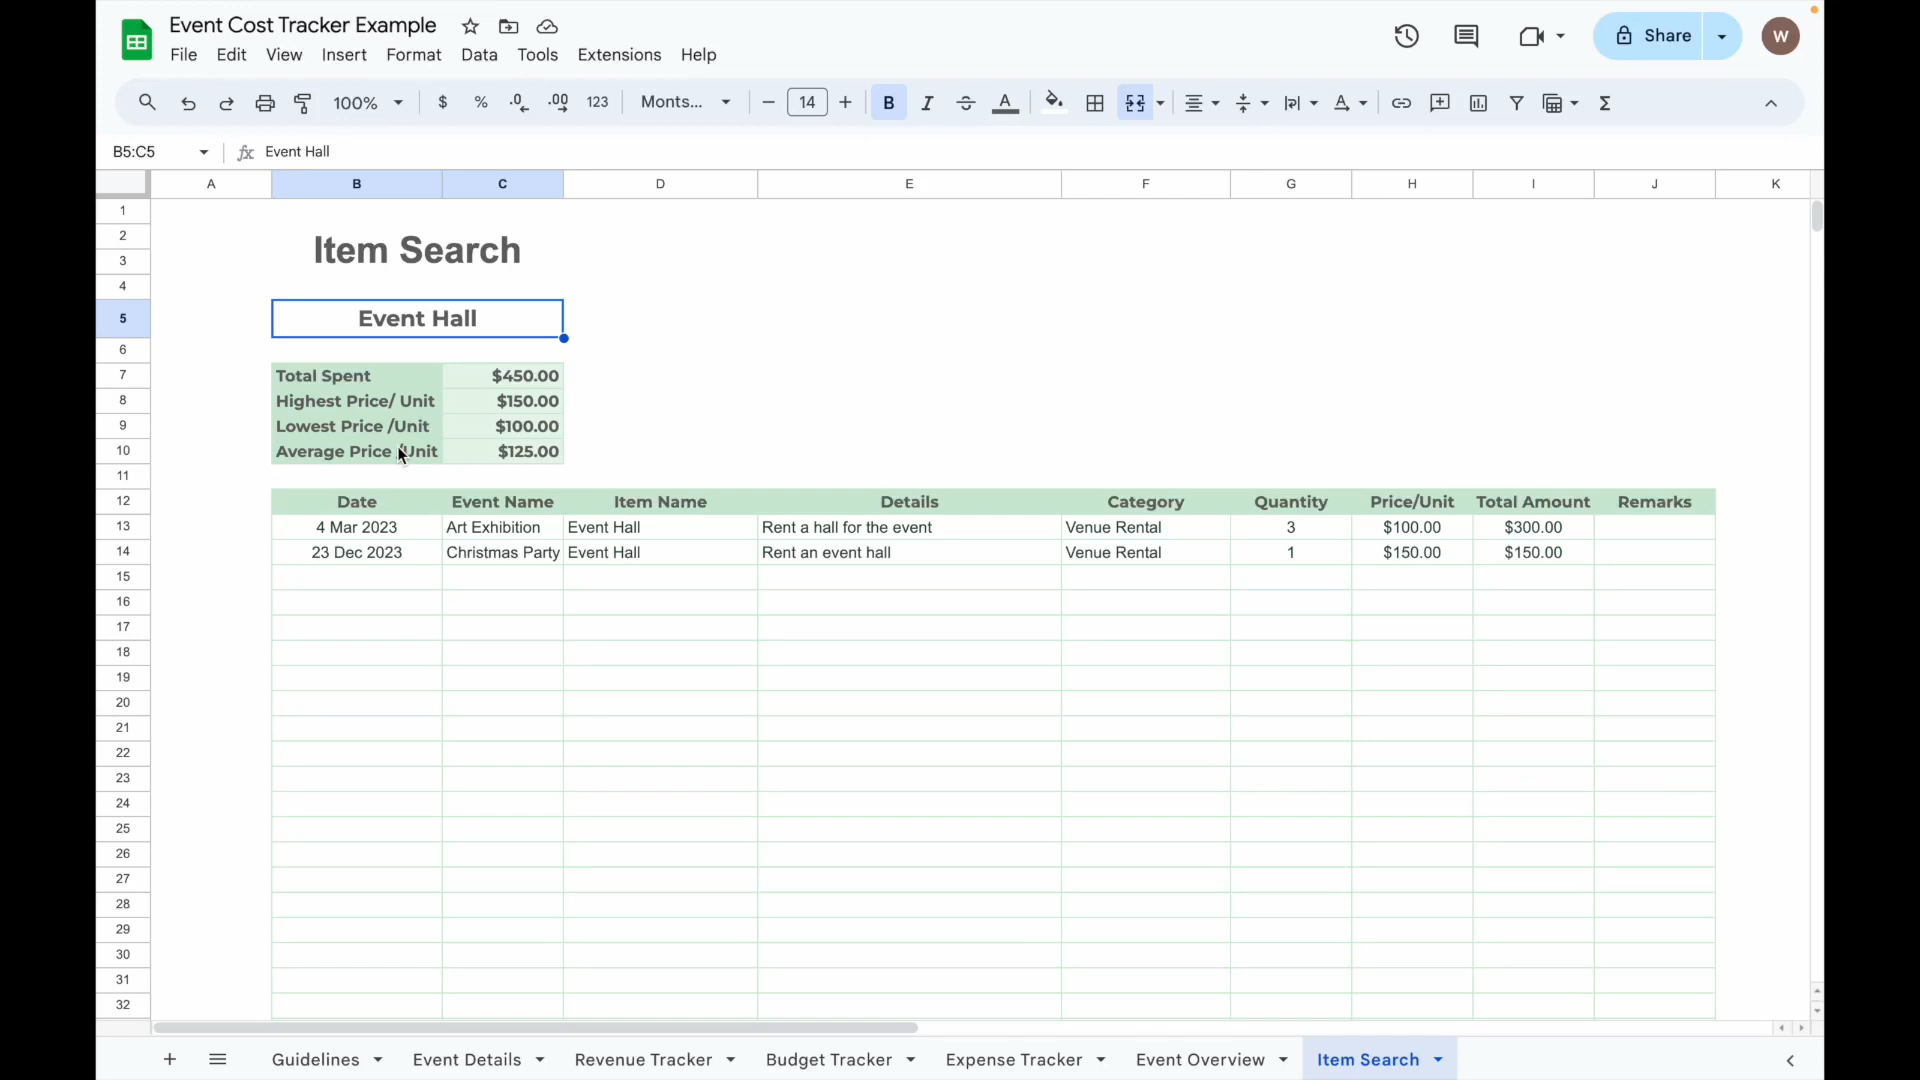 Event Cost Tracker Example
File Edit View Insert Format Data Tools Extensions Help
Share
W
100% $ % .0 .00 123 Monts... 14 B I A A Σ
B5:C5 fx Event Hall
A B C D E F G H I J K
1
2
Item Search
3
4
5 Event Hall
6
7 Total Spent $450.00
8 Highest Price/ Unit $150.00
9 Lowest Price /Unit $100.00
10 Average Price /Unit $125.00
11
12 Date Event Name Item Name Details Category Quantity Price/Unit Total Amount Remarks
13 4 Mar 2023 Art Exhibition Event Hall Rent a hall for the event Venue Rental 3 $100.00 $300.00
14 23 Dec 2023 Christmas Party Event Hall Rent an event hall Venue Rental 1 $150.00 $150.00
15
16
17
18
19
20
21
22
23
24
25
26
27
28
29
30
31
32
Guidelines Event Details Revenue Tracker Budget Tracker Expense Tracker Event Overview Item Search